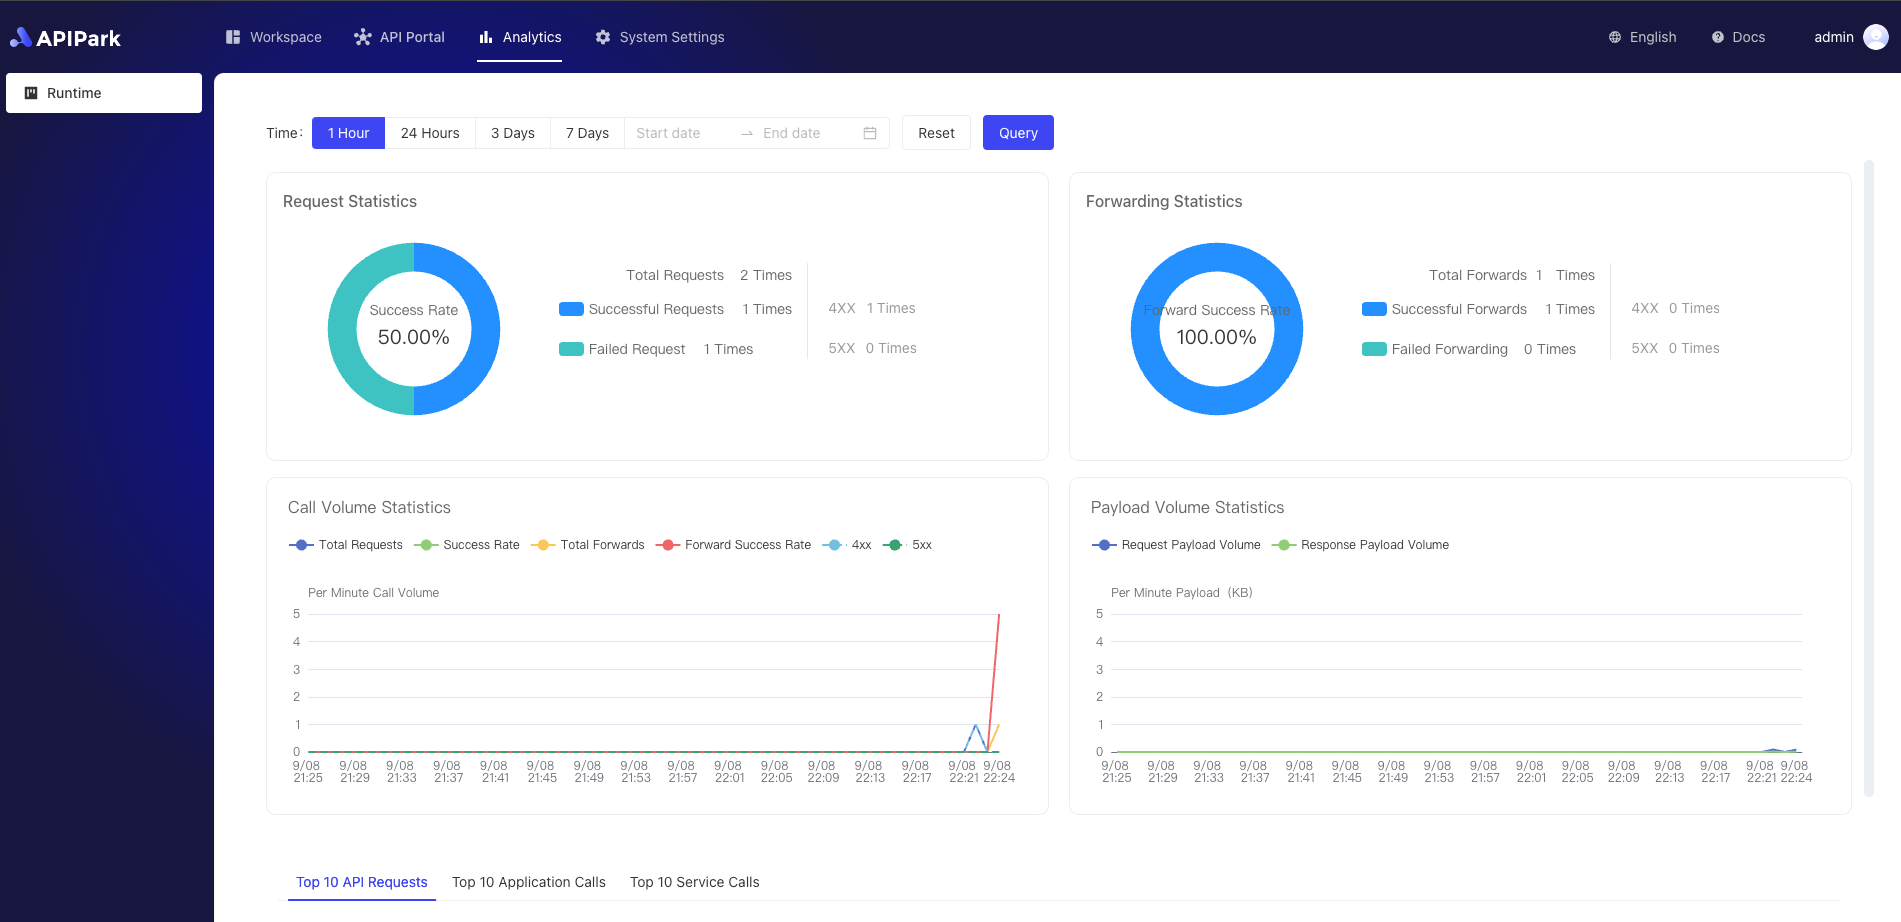 APIPark
Workspace
API Portal
Analytics
System Settings
English
Docs
admin
Runtime
Time:
1 Hour
24 Hours
3 Days
7 Days
Start date
End date
Reset
Query
Request Statistics
Success Rate
50.00%
Total Requests 2 Times
Successful Requests 1 Times
4XX 1 Times
Failed Request 1 Times
5XX 0 Times
Forwarding Statistics
Forward Success Rate
100.00%
Total Forwards 1 Times
Successful Forwards 1 Times
4XX 0 Times
Failed Forwarding 0 Times
5XX 0 Times
Call Volume Statistics
Total Requests Success Rate Total Forwards Forward Success Rate 4xx 5xx
Per Minute Call Volume
5
4
3
2
1
0
9/08 9/08 9/08 9/08 9/08 9/08 9/08 9/08 9/08 9/08 9/08 9/08 9/08 9/08 9/08 9/08
21:25 21:29 21:33 21:37 21:41 21:45 21:49 21:53 21:57 22:01 22:05 22:09 22:13 22:17 22:21 22:24
Payload Volume Statistics
Request Payload Volume Response Payload Volume
Per Minute Payload (KB)
5
4
3
2
1
0
9/08 9/08 9/08 9/08 9/08 9/08 9/08 9/08 9/08 9/08 9/08 9/08 9/08 9/08 9/08 9/08
21:25 21:29 21:33 21:37 21:41 21:45 21:49 21:53 21:57 22:01 22:05 22:09 22:13 22:17 22:21 22:24
Top 10 API Requests
Top 10 Application Calls
Top 10 Service Calls